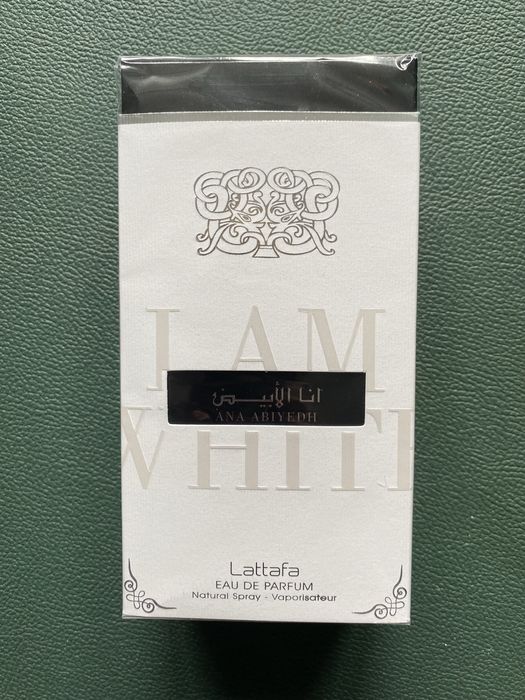 I AM
انا الأبيض
ANA ABIYEDH
WHITE
Lattafa
EAU DE PARFUM
Natural Spray - Vaporisateur